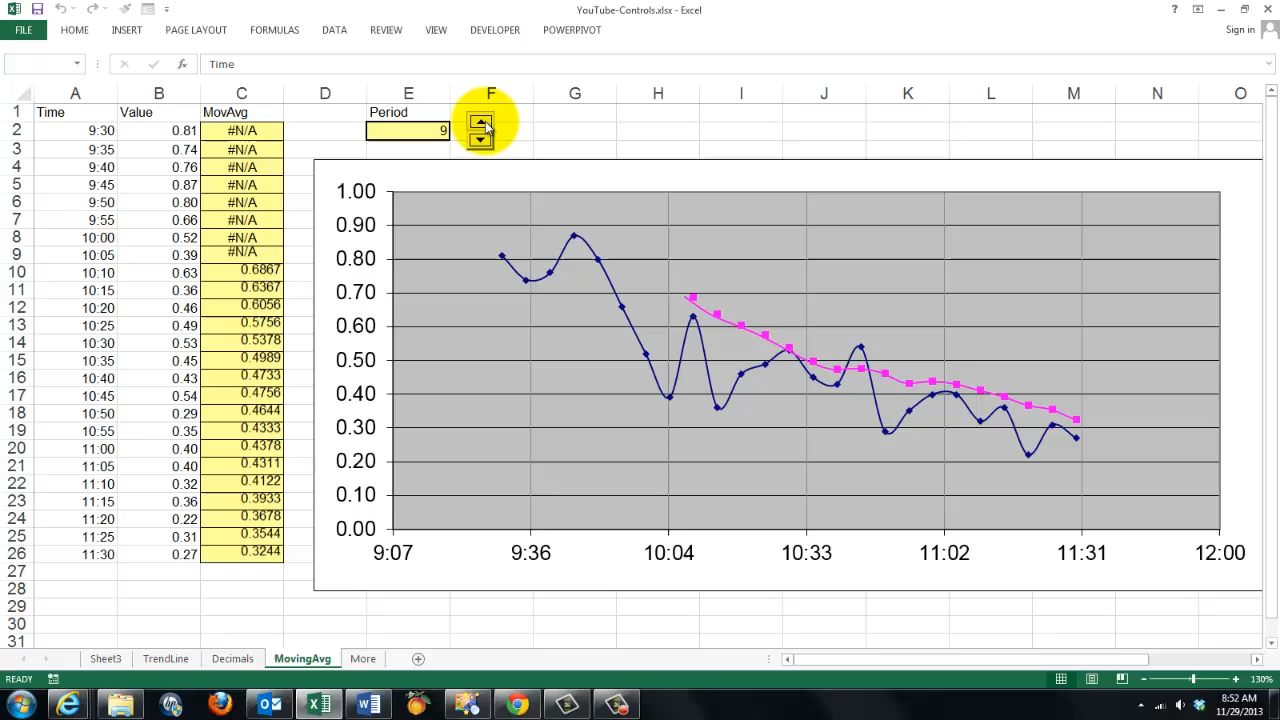 YouTube-Controls.xlsx - Excel
?
FILE HOME INSERT PAGE LAYOUT FORMULAS DATA REVIEW VIEW DEVELOPER POWERPIVOT Sign in
fx Time
A B C D E F G H I J K L M N O
1 Time Value MovAvg Period
2 9:30 0.81 #N/A 9
3 9:35 0.74 #N/A
4 9:40 0.76 #N/A
5 9:45 0.87 #N/A
6 9:50 0.80 #N/A
7 9:55 0.66 #N/A
8 10:00 0.52 #N/A
9 10:05 0.39 #N/A
10 10:10 0.63 0.6867
11 10:15 0.36 0.6367
12 10:20 0.46 0.6056
13 10:25 0.49 0.5756
14 10:30 0.53 0.5378
15 10:35 0.45 0.4989
16 10:40 0.43 0.4733
17 10:45 0.54 0.4756
18 10:50 0.29 0.4644
19 10:55 0.35 0.4333
20 11:00 0.40 0.4378
21 11:05 0.40 0.4311
22 11:10 0.32 0.4122
23 11:15 0.36 0.3933
24 11:20 0.22 0.3678
25 11:25 0.31 0.3544
26 11:30 0.27 0.3244
27
28
29
30
31
1.00
0.90
0.80
0.70
0.60
0.50
0.40
0.30
0.20
0.10
0.00
9:07 9:36 10:04 10:33 11:02 11:31 12:00
Sheet3 TrendLine Decimals MovingAvg More
READY 130%
8:52 AM
11/29/2013